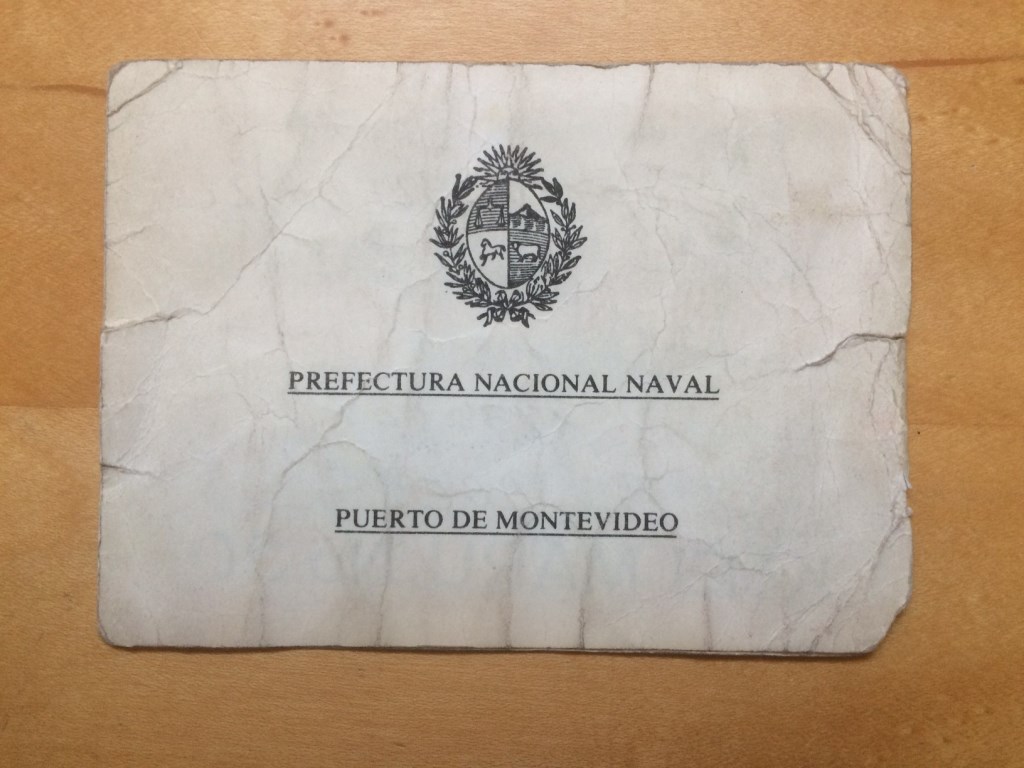 PREFECTURA NACIONAL NAVAL
PUERTO DE MONTEVIDEO